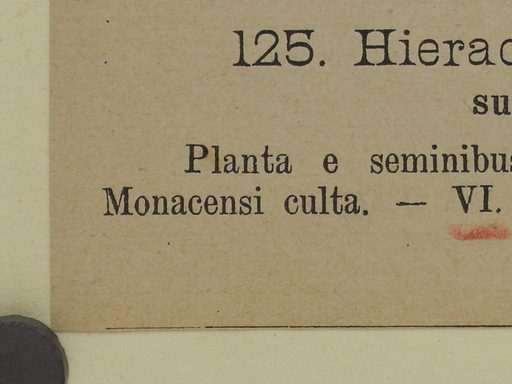 125. Hierac
su
Planta e seminibus
Monacensi culta. — VI.